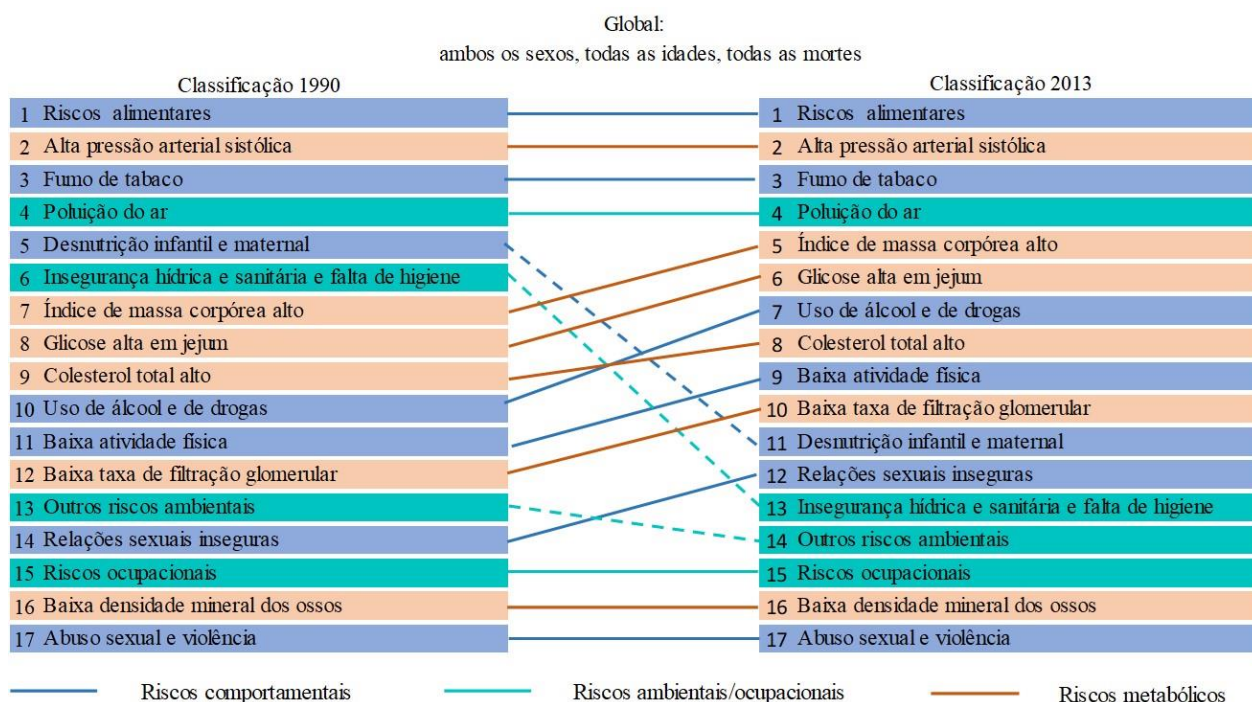 Global:
ambos os sexos, todas as idades, todas as mortes
Classificação 1990
1 Riscos alimentares
2 Alta pressão arterial sistólica
3 Fumo de tabaco
4 Poluição do ar
5 Desnutrição infantil e maternal
6 Insegurança hídrica e sanitária e falta de higiene
7 Índice de massa corpórea alto
8 Glicose alta em jejum
9 Colesterol total alto
10 Uso de álcool e de drogas
11 Baixa atividade física
12 Baixa taxa de filtração glomerular
13 Outros riscos ambientais
14 Relações sexuais inseguras
15 Riscos ocupacionais
16 Baixa densidade mineral dos ossos
17 Abuso sexual e violência
Classificação 2013
1 Riscos alimentares
2 Alta pressão arterial sistólica
3 Fumo de tabaco
4 Poluição do ar
5 Índice de massa corpórea alto
6 Glicose alta em jejum
7 Uso de álcool e de drogas
8 Colesterol total alto
9 Baixa atividade física
10 Baixa taxa de filtração glomerular
11 Desnutrição infantil e maternal
12 Relações sexuais inseguras
13 Insegurança hídrica e sanitária e falta de higiene
14 Outros riscos ambientais
15 Riscos ocupacionais
16 Baixa densidade mineral dos ossos
17 Abuso sexual e violência
Riscos comportamentais
Riscos ambientais/ocupacionais
Riscos metabólicos